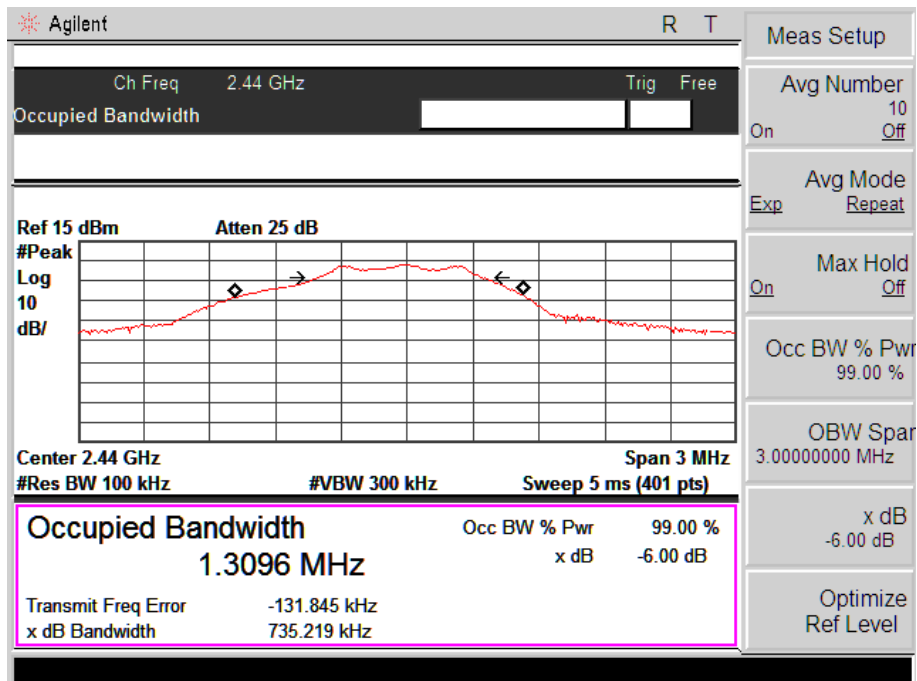 Agilent R T
Ch Freq 2.44 GHz Trig Free
Occupied Bandwidth
Ref 15 dBm Atten 25 dB
#Peak
Log
10
dB/
Center 2.44 GHz Span 3 MHz
#Res BW 100 kHz #VBW 300 kHz Sweep 5 ms (401 pts)
Occupied Bandwidth
1.3096 MHz
Occ BW % Pwr 99.00 %
x dB -6.00 dB
Transmit Freq Error -131.845 kHz
x dB Bandwidth 735.219 kHz
Meas Setup
Avg Number
10
On Off
Avg Mode
Exp Repeat
Max Hold
On Off
Occ BW % Pwr
99.00 %
OBW Span
3.00000000 MHz
x dB
-6.00 dB
Optimize
Ref Level